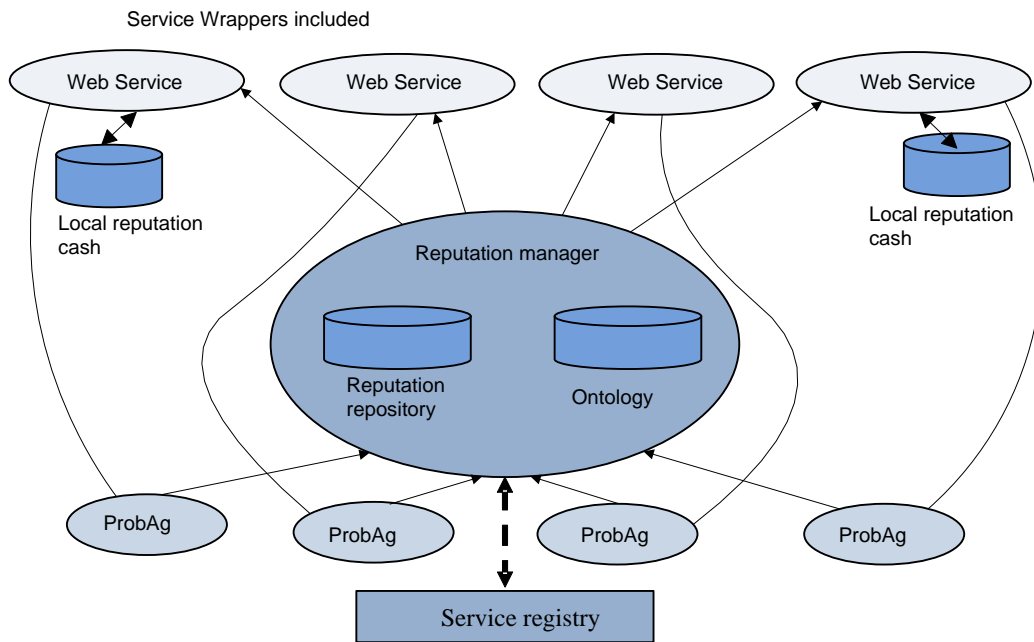 Service Wrappers included
Web Service
Web Service
Web Service
Web Service
Local reputation
cash
Local reputation
cash
Reputation manager
Reputation
repository
Ontology
ProbAg
ProbAg
ProbAg
ProbAg
Service registry